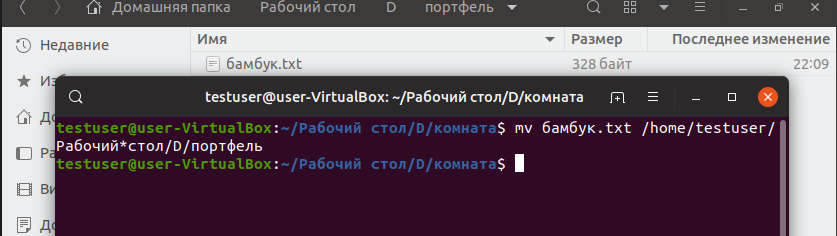 Домашняя папка Рабочий стол D портфель
Имя Размер Последнее изменение
Недавние
бамбук.txt 328 байт 22:09
Изб
testuser@user-VirtualBox: ~/Рабочий стол/D/комната
До
testuser@user-VirtualBox:~/Рабочий стол/D/комната$ mv бамбук.txt /home/testuser/
Рабочий*стол/D/портфель
Ра
testuser@user-VirtualBox:~/Рабочий стол/D/комната$
Ви
До